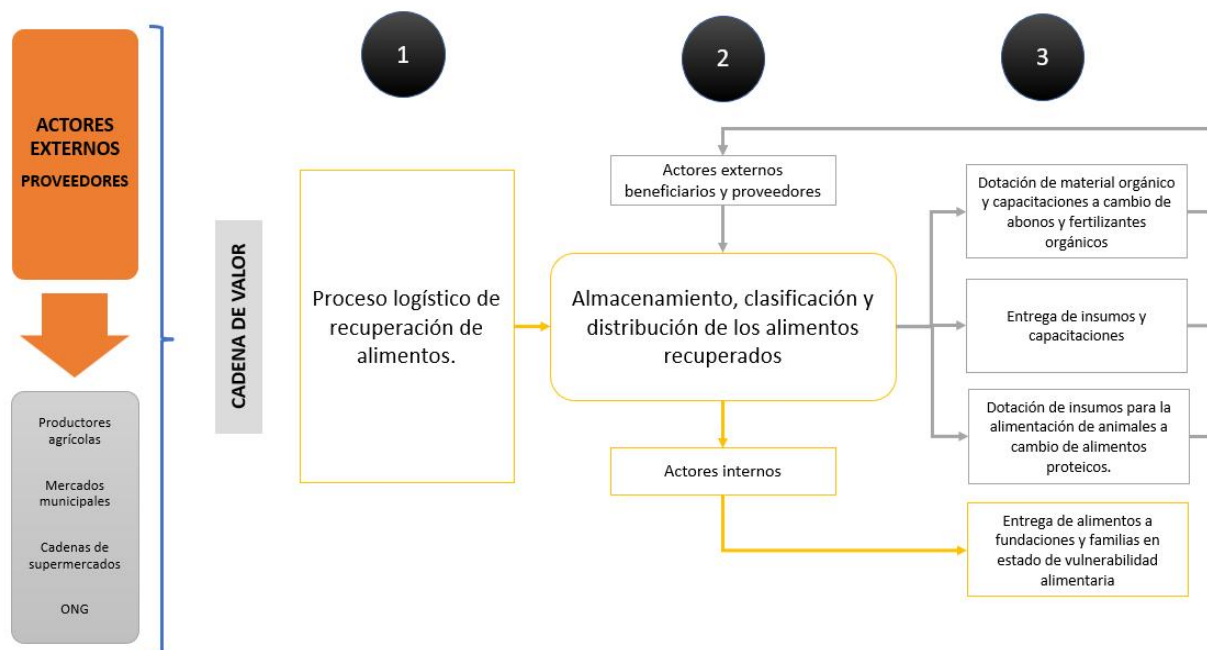 ACTORES
EXTERNOS
PROVEEDORES
Productores
agrícolas
Mercados
municipales
Cadenas de
supermercados
ONG
CADENA DE VALOR
1
Proceso logístico de
recuperación de
alimentos.
2
Actores externos
beneficiarios y proveedores
Almacenamiento, clasificación y
distribución de los alimentos
recuperados
Actores internos
3
Dotación de material orgánico
y capacitaciones a cambio de
abonos y fertilizantes
orgánicos
Entrega de insumos y
capacitaciones
Dotación de insumos para la
alimentación de animales a
cambio de alimentos
proteicos.
Entrega de alimentos a
fundaciones y familias en
estado de vulnerabilidad
alimentaria